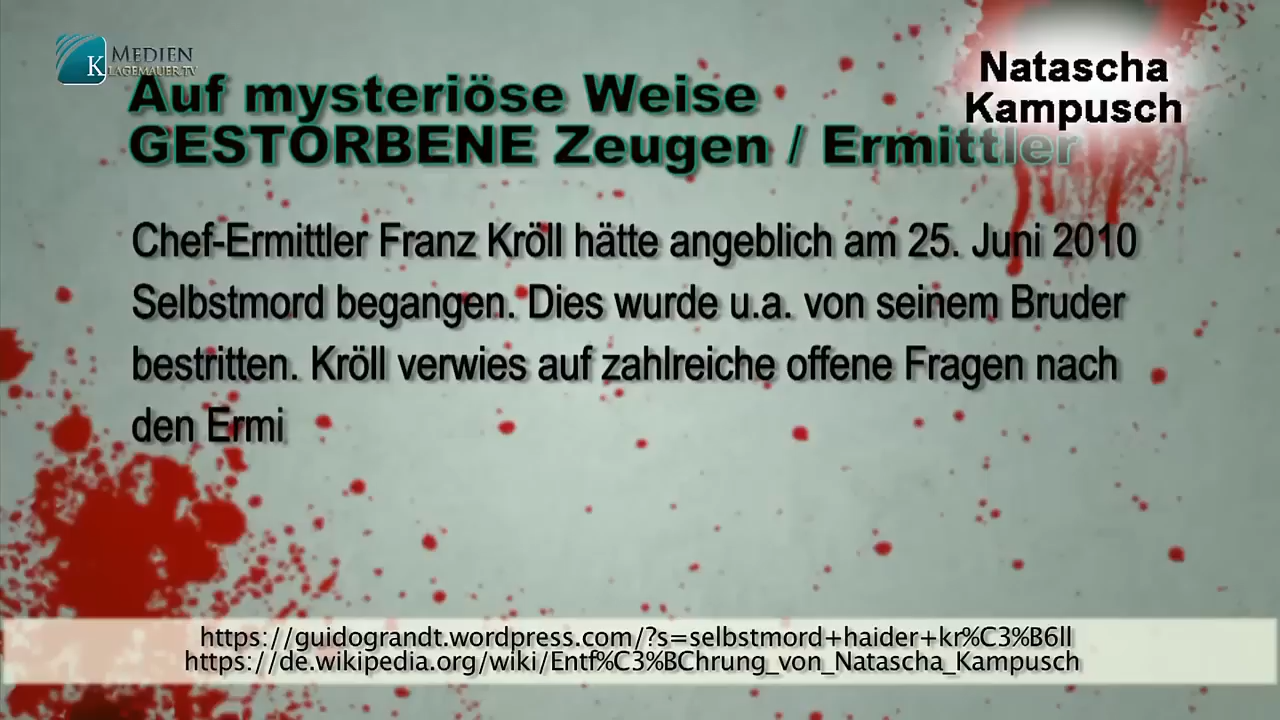 MEDIEN
KLAGEMAUER.TV
Natascha
Kampusch
Auf mysteriöse Weise
GESTORBENE Zeugen / Ermittler
Chef-Ermittler Franz Kröll hätte angeblich am 25. Juni 2010
Selbstmord begangen. Dies wurde u.a. von seinem Bruder
bestritten. Kröll verwies auf zahlreiche offene Fragen nach
den Ermi
https://guidograndt.wordpress.com/?s=selbstmord+haider+kr%C3%B6ll
https://de.wikipedia.org/wiki/Entf%C3%BChrung_von_Natascha_Kampusch